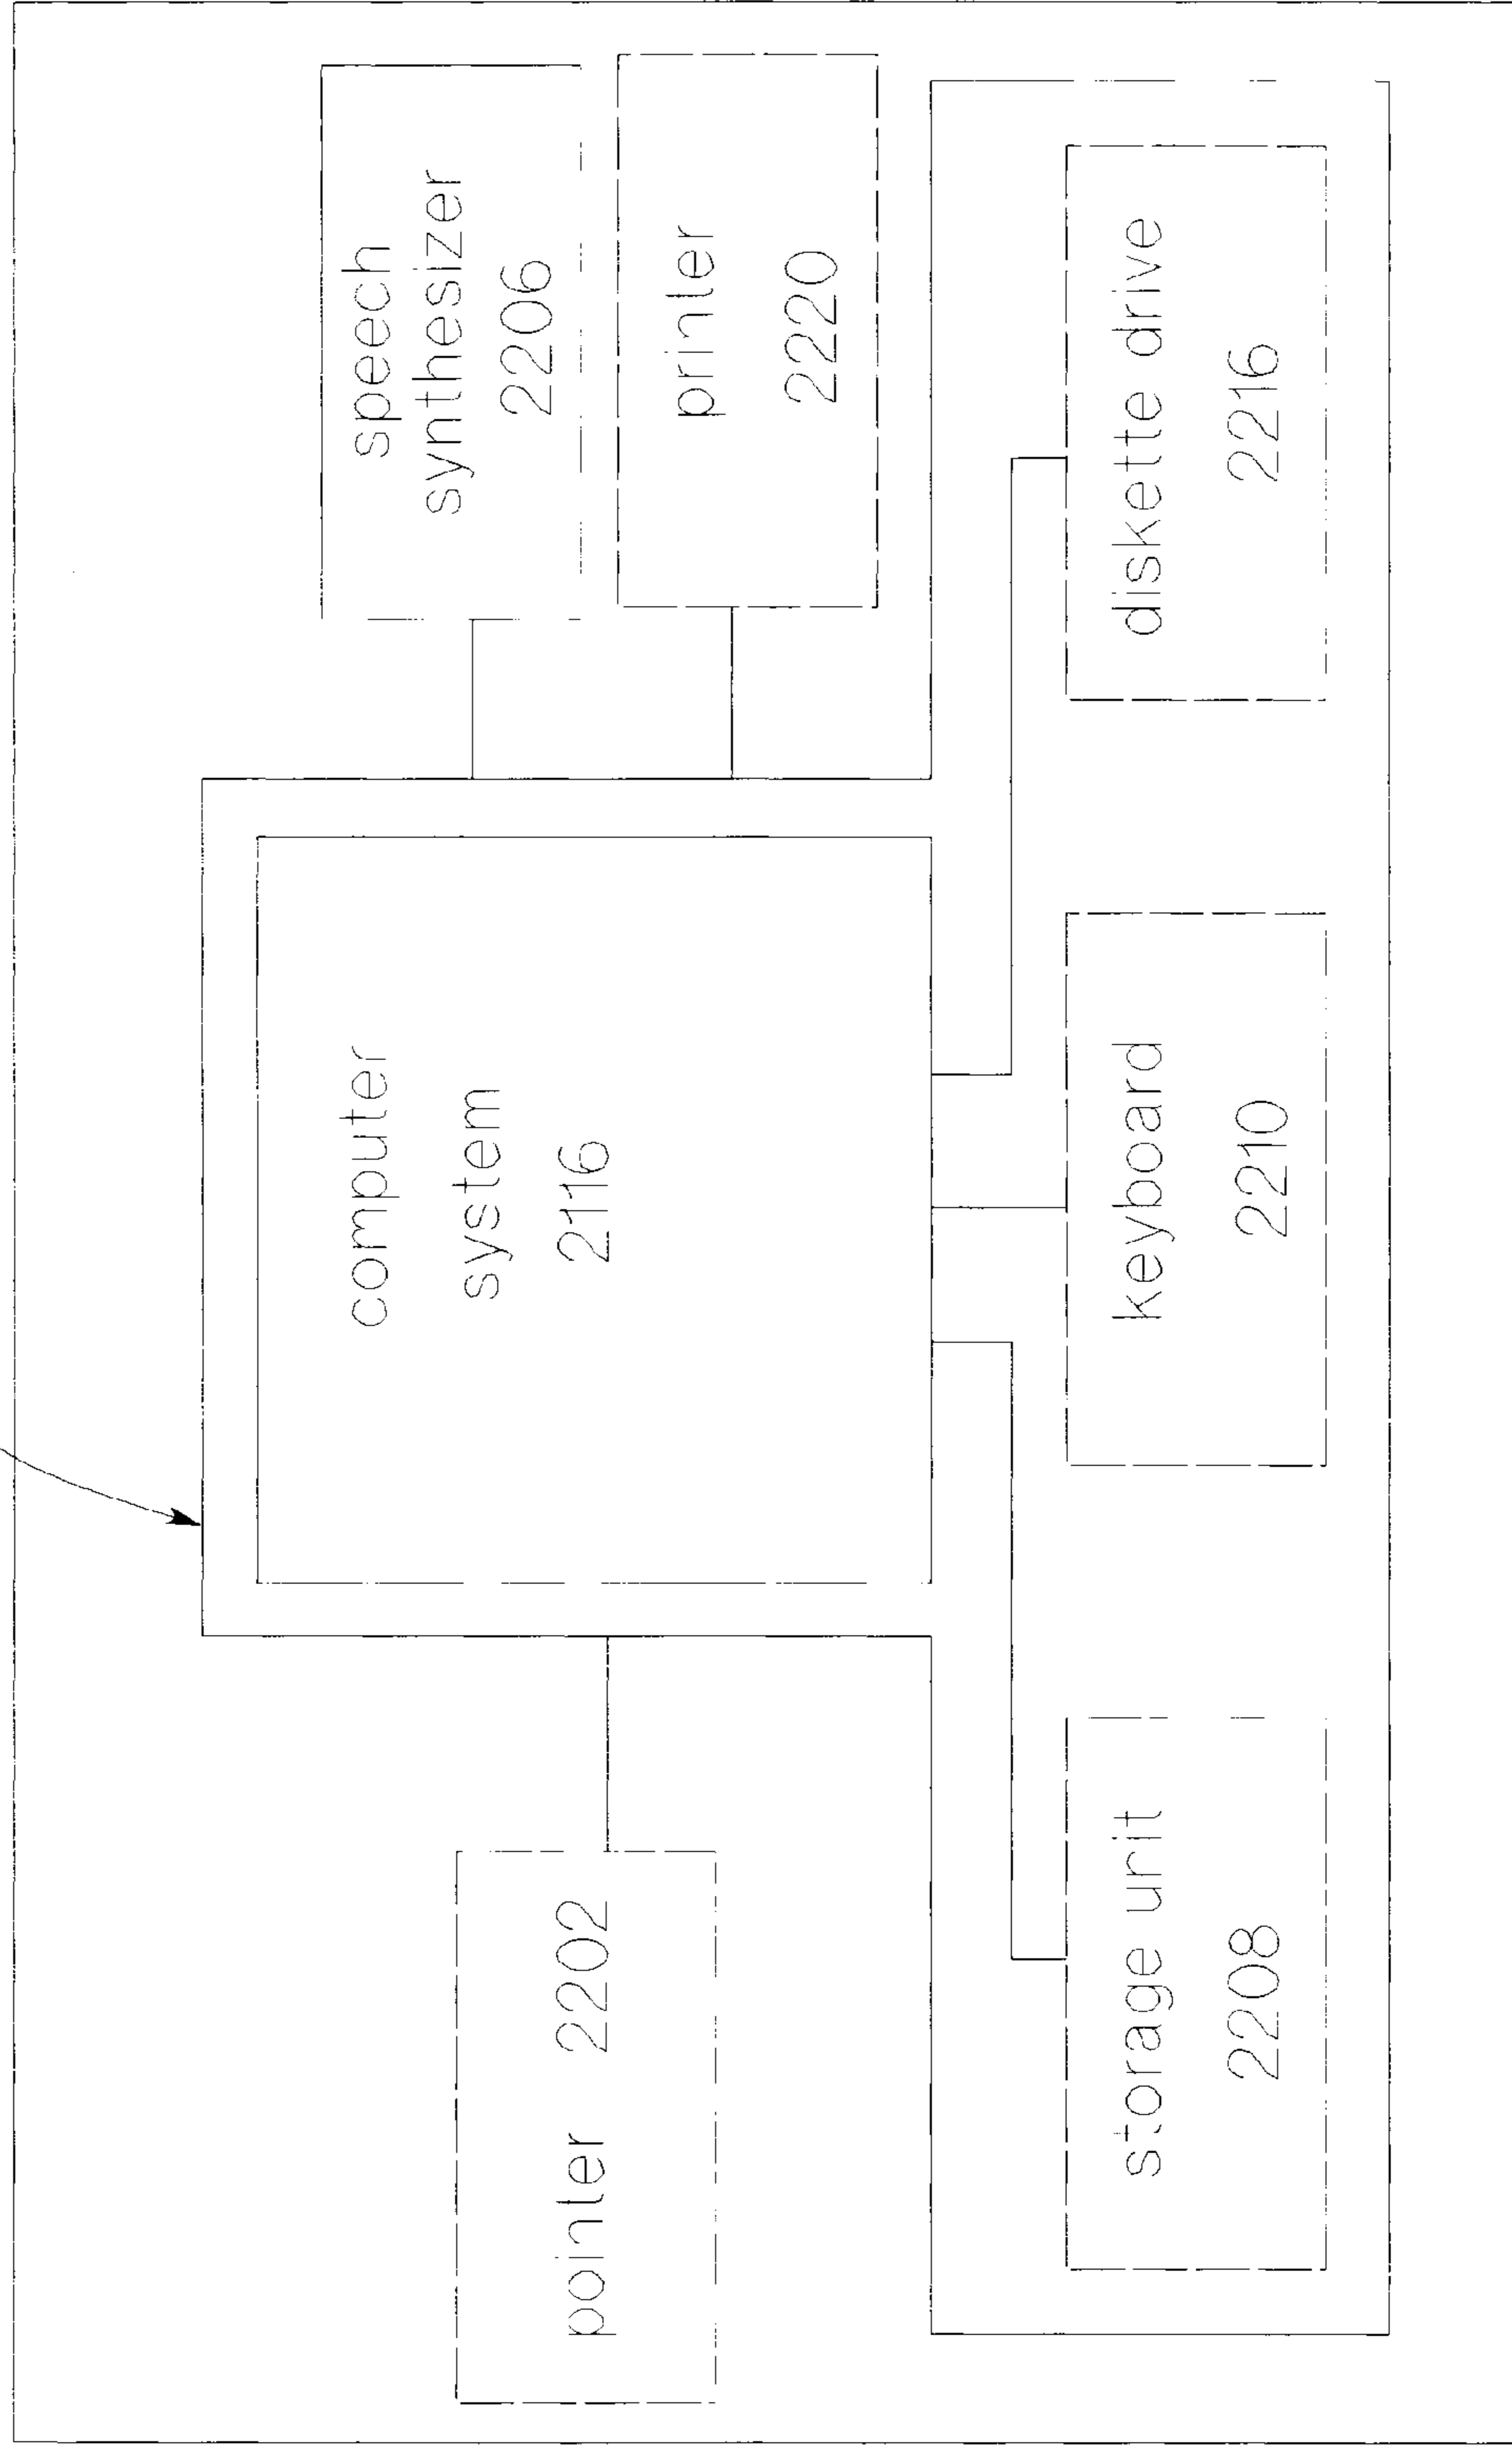 speech
synthesizer
2206
printer
2220
computer
system
2116
pointer 2202
diskette drive
2216
keyboard
2210
storage unit
2208